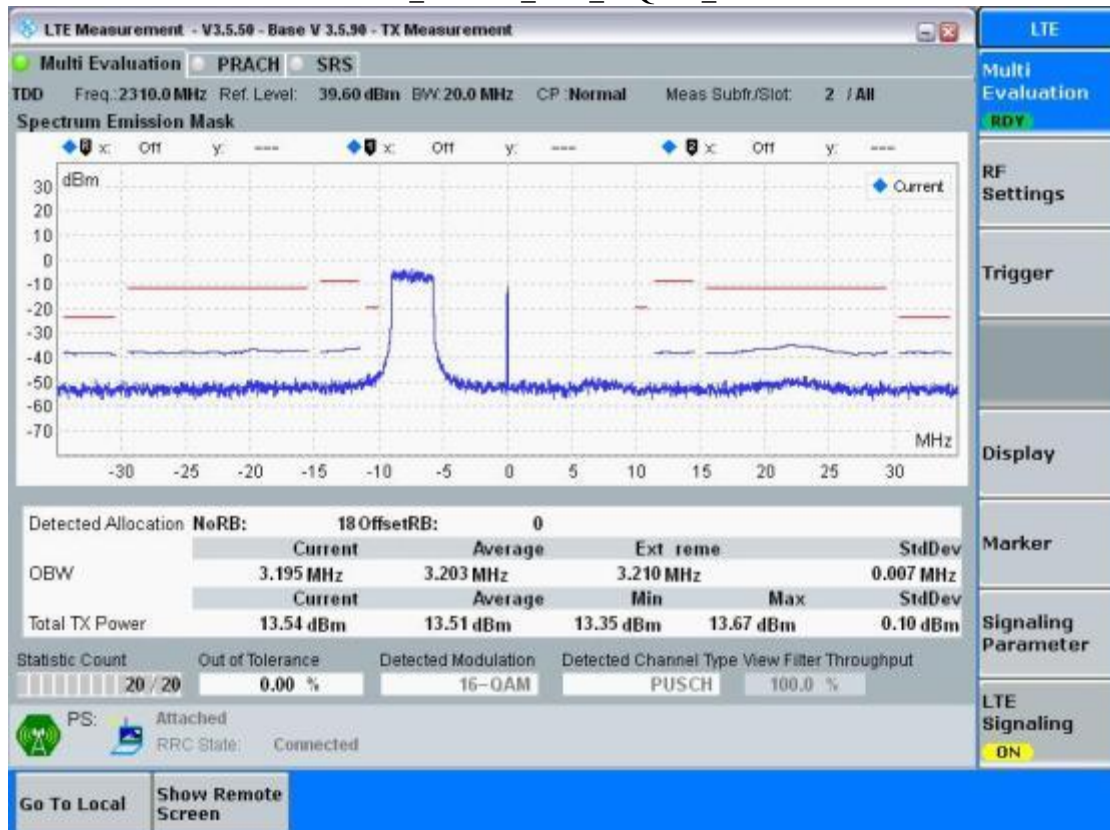 LTE Measurement - V3.5.50 - Base V 3.5.90 - TX Measurement
LTE
Multi Evaluation PRACH SRS
TDD Freq.:2310.0 MHz Ref. Level: 39.60 dBm BW: 20.0 MHz CP :Normal Meas Subfr./Slot: 2 / All
Spectrum Emission Mask
x: Off y: --- x: Off y: --- x: Off y: ---
dBm
Current
30
20
10
0
-10
-20
-30
-40
-50
-60
-70
MHz
-30 -25 -20 -15 -10 -5 0 5 10 15 20 25 30
Detected Allocation NoRB: 18 OffsetRB: 0
Current Average Ext reme StdDev
OBW 3.195 MHz 3.203 MHz 3.210 MHz 0.007 MHz
Current Average Min Max StdDev
Total TX Power 13.54 dBm 13.51 dBm 13.35 dBm 13.67 dBm 0.10 dBm
Statistic Count Out of Tolerance Detected Modulation Detected Channel Type View Filter Throughput
20 / 20 0.00 % 16-QAM PUSCH 100.0 %
PS: Attached
RRC State: Connected
Multi
Evaluation
RDY
RF
Settings
Trigger
Display
Marker
Signaling
Parameter
LTE
Signaling
ON
Go To Local
Show Remote
Screen